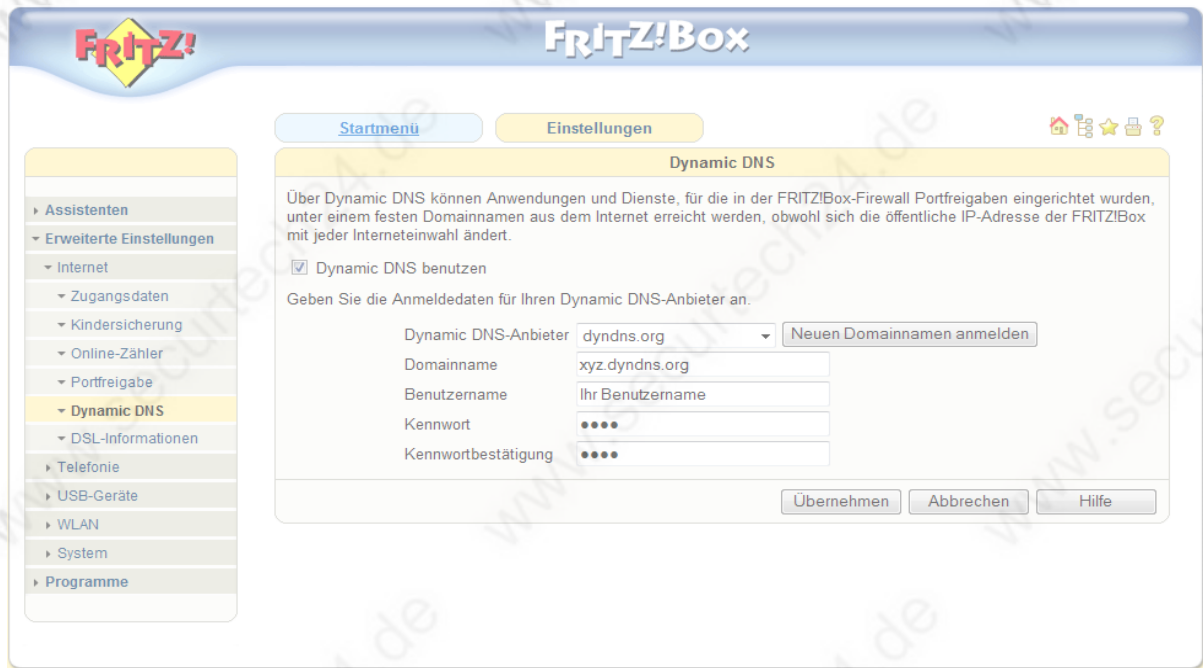 FRITZ!
FRITZ!Box
Startmenü
Einstellungen
Assistenten
Erweiterte Einstellungen
Internet
Zugangsdaten
Kindersicherung
Online-Zähler
Portfreigabe
Dynamic DNS
DSL-Informationen
Telefonie
USB-Geräte
WLAN
System
Programme
Dynamic DNS
Über Dynamic DNS können Anwendungen und Dienste, für die in der FRITZ!Box-Firewall Portfreigaben eingerichtet wurden,
unter einem festen Domainnamen aus dem Internet erreicht werden, obwohl sich die öffentliche IP-Adresse der FRITZ!Box
mit jeder Interneteinwahl ändert.
Dynamic DNS benutzen
Geben Sie die Anmeldedaten für Ihren Dynamic DNS-Anbieter an.
Dynamic DNS-Anbieter dyndns.org Neuen Domainnamen anmelden
Domainname xyz.dyndns.org
Benutzername Ihr Benutzername
Kennwort ●●●●
Kennwortbestätigung ●●●●
Übernehmen Abbrechen Hilfe
www.securtech24.de